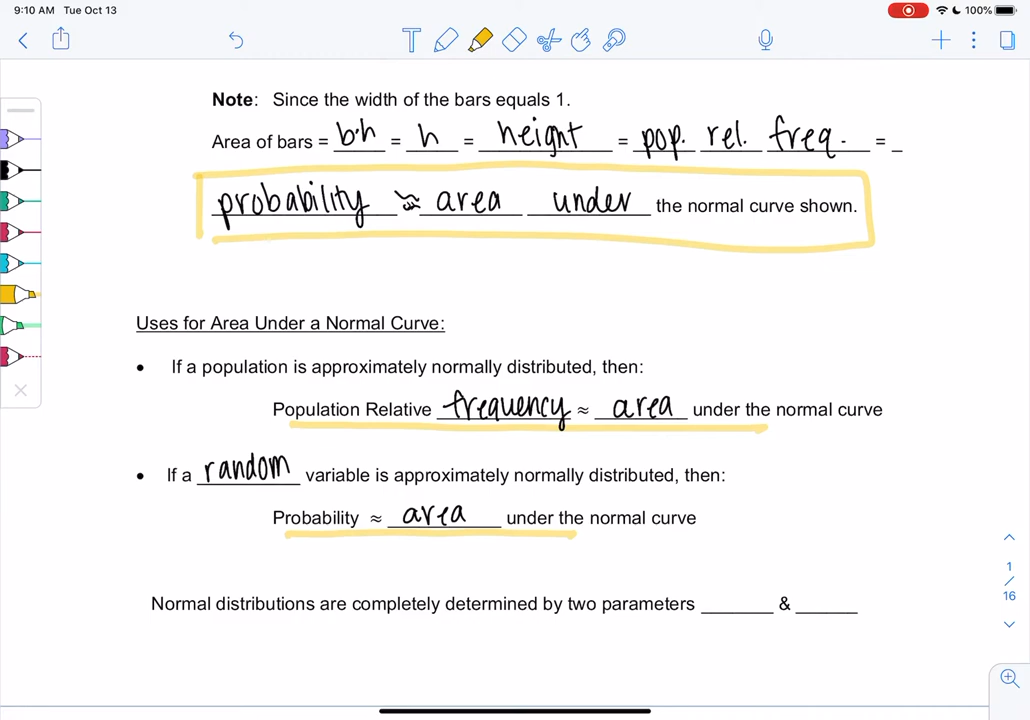 9:10 AM Tue Oct 13
100%
Note: Since the width of the bars equals 1.
Area of bars = b·h = h = height = pop. rel. freq. = _
probability ≈ area under the normal curve shown.
Uses for Area Under a Normal Curve:
• If a population is approximately normally distributed, then:
Population Relative frequency ≈ area under the normal curve
• If a random variable is approximately normally distributed, then:
Probability ≈ area under the normal curve
Normal distributions are completely determined by two parameters ______ & ______
1
/
16